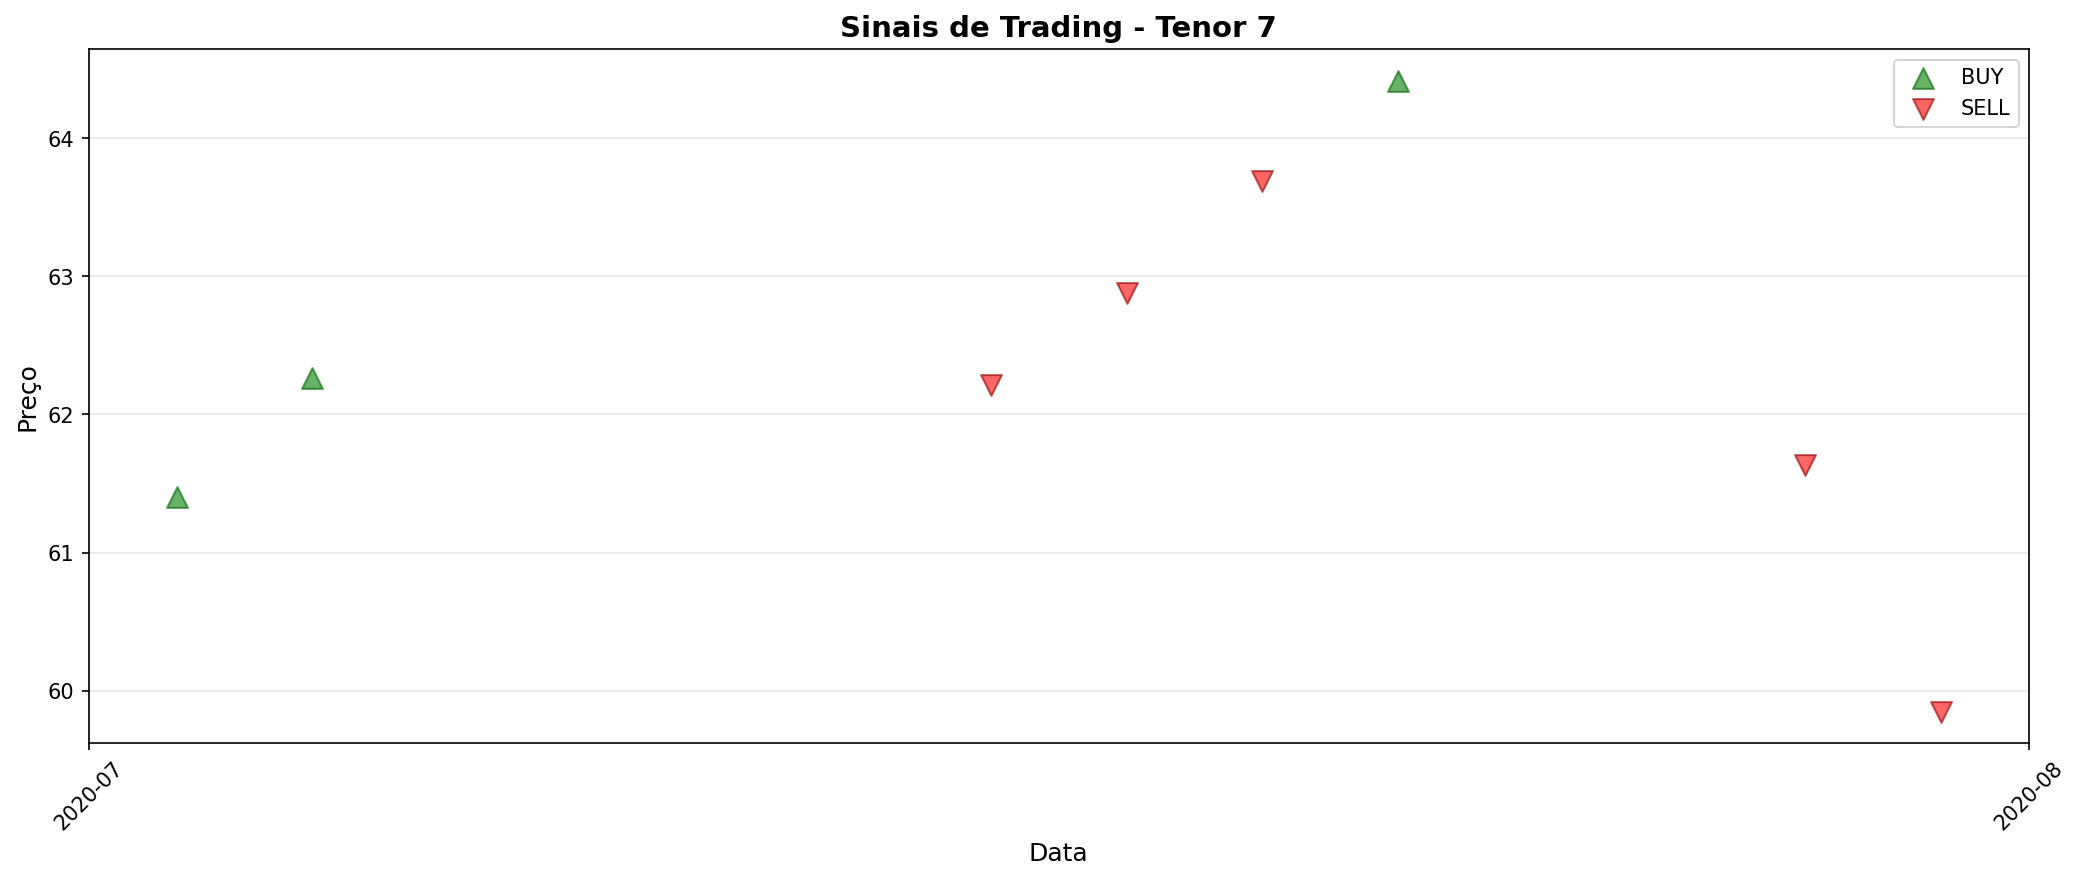 Sinais de Trading - Tenor 7
BUY
SELL
64
63
62
61
60
Preço
2020-07
2020-08
Data